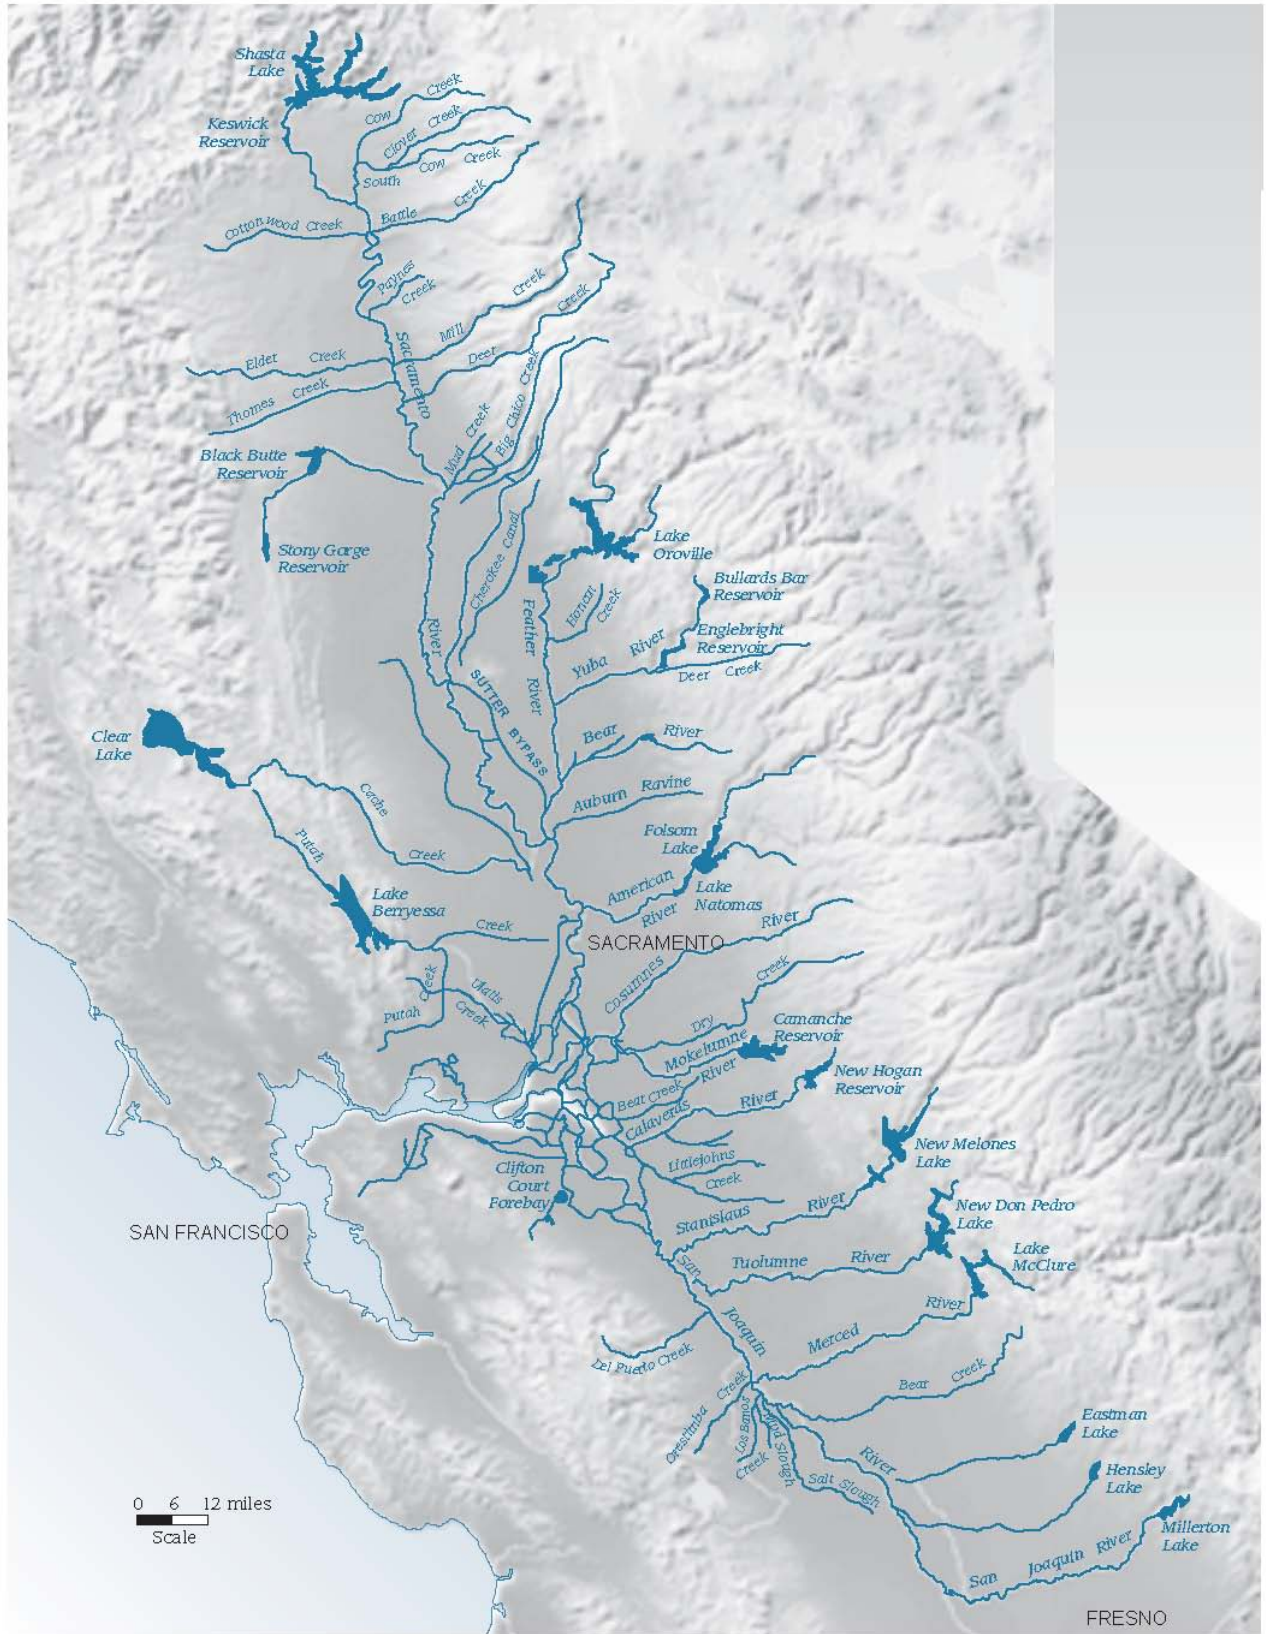 Shasta
Lake
Keswick
Reservoir
Cow Creek
Clover Creek
South Cow Creek
Battle Creek
Cottonwood Creek
Paynes
Creek
Mill Creek
Deer Creek
Elder Creek
Thomes Creek
Sacramento
River
Mud Creek
Big Chico Creek
Black Butte
Reservoir
Stony Gorge
Reservoir
Cherokee Canal
Lake
Oroville
Feather River
Honcut
Creek
Bullards Bar
Reservoir
Englebright
Reservoir
Yuba River
Deer Creek
SUTTER BYPASS
Bear River
Auburn Ravine
Clear
Lake
Cache
Creek
Putah
Creek
Lake
Berryessa
Folsom
Lake
American
River
Lake
Natomas
SACRAMENTO
Cosumnes River
Putah Creek
Ulatis
Creek
Dry Creek
Mokelumne
River
Camanche
Reservoir
Bear Creek
Calaveras River
New Hogan
Reservoir
Littlejohns
Creek
New Melones
Lake
Clifton
Court
Forebay
Stanislaus River
New Don Pedro
Lake
SAN FRANCISCO
Tuolumne River
Lake
McClure
San Joaquin
River
Merced River
Del Puerto Creek
Bear Creek
Orestimba Creek
Los Banos
Creek
Mud Slough
Salt Slough
Eastman
Lake
Hensley
Lake
Millerton
Lake
San Joaquin River
FRESNO
0 6 12 miles
Scale